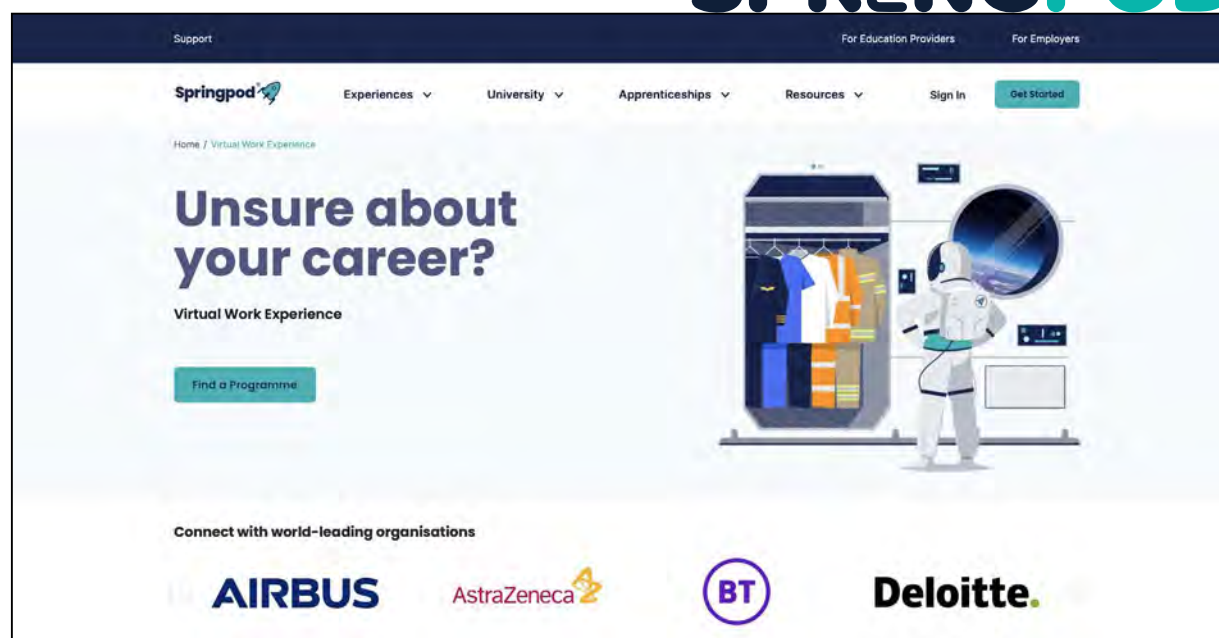 SPRINGPOD
Support
For Education Providers
For Employers
Springpod
Experiences
University
Apprenticeships
Resources
Sign In
Get Started
Home / Virtual Work Experience
Unsure about
your career?
Virtual Work Experience
Find a Programme
Connect with world-leading organisations
AIRBUS
AstraZeneca
BT
Deloitte.